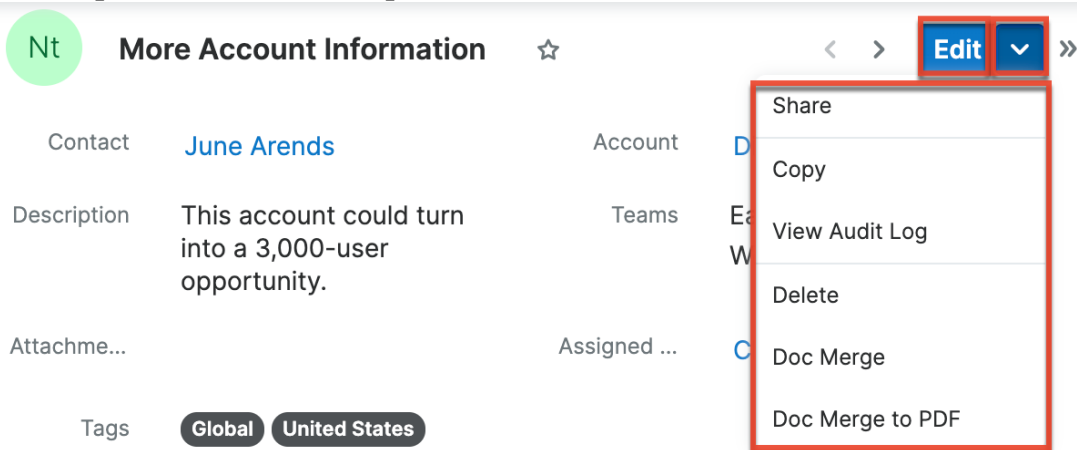 Nt
More Account Information
Edit
Share
Contact
June Arends
Account
D
Copy
Description
This account could turn
into a 3,000-user
opportunity.
Teams
Ea
W
View Audit Log
Delete
Attachme...
Assigned ...
C
Doc Merge
Tags
Global
United States
Doc Merge to PDF